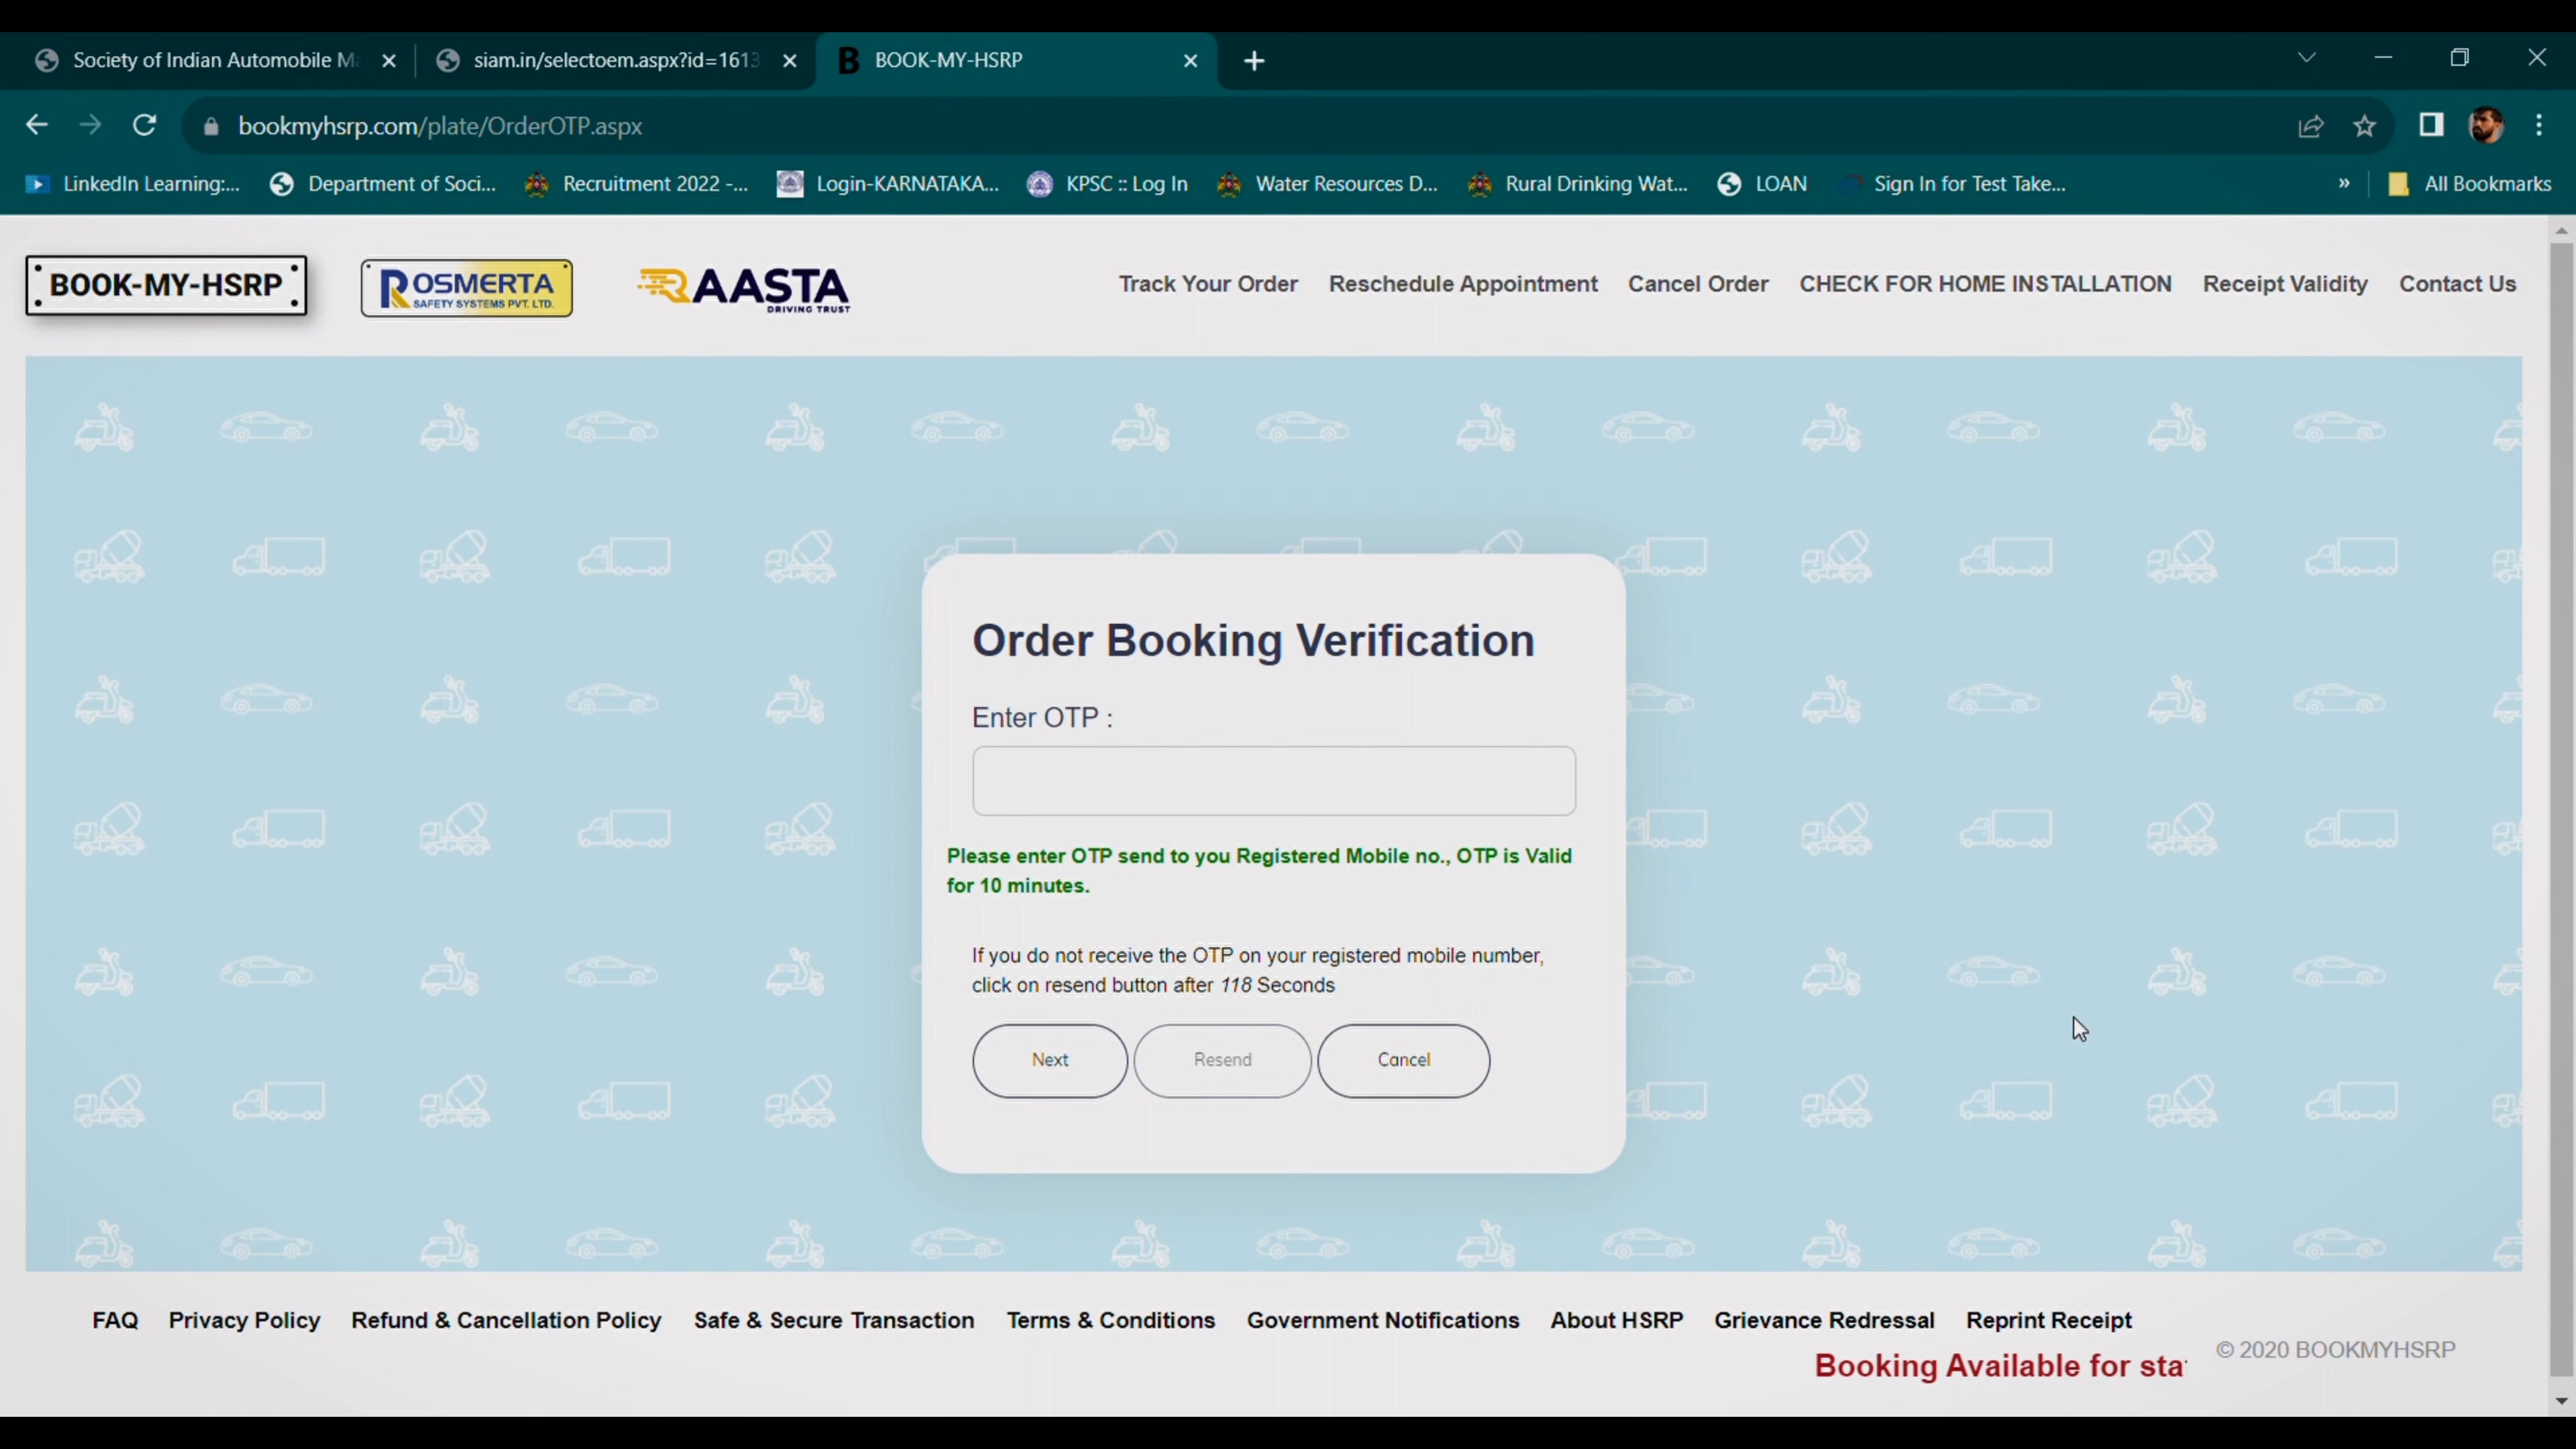 Society of Indian Automobile Ma
siam.in/selectoem.aspx?id=1613
B BOOK-MY-HSRP
bookmyhsrp.com/plate/OrderOTP.aspx
LinkedIn Learning:...
Department of Soci...
Recruitment 2022 -...
Login-KARNATAKA...
KPSC :: Log In
Water Resources D...
Rural Drinking Wat...
LOAN
Sign In for Test Take...
»
All Bookmarks
BOOK-MY-HSRP
ROSMERTA
SAFETY SYSTEMS PVT. LTD.
RAASTA
DRIVING TRUST
Track Your Order
Reschedule Appointment
Cancel Order
CHECK FOR HOME INSTALLATION
Receipt Validity
Contact Us
Order Booking Verification
Enter OTP :
Please enter OTP send to you Registered Mobile no., OTP is Valid
for 10 minutes.
If you do not receive the OTP on your registered mobile number,
click on resend button after 118 Seconds
Next
Resend
Cancel
FAQ
Privacy Policy
Refund & Cancellation Policy
Safe & Secure Transaction
Terms & Conditions
Government Notifications
About HSRP
Grievance Redressal
Reprint Receipt
© 2020 BOOKMYHSRP
Booking Available for sta